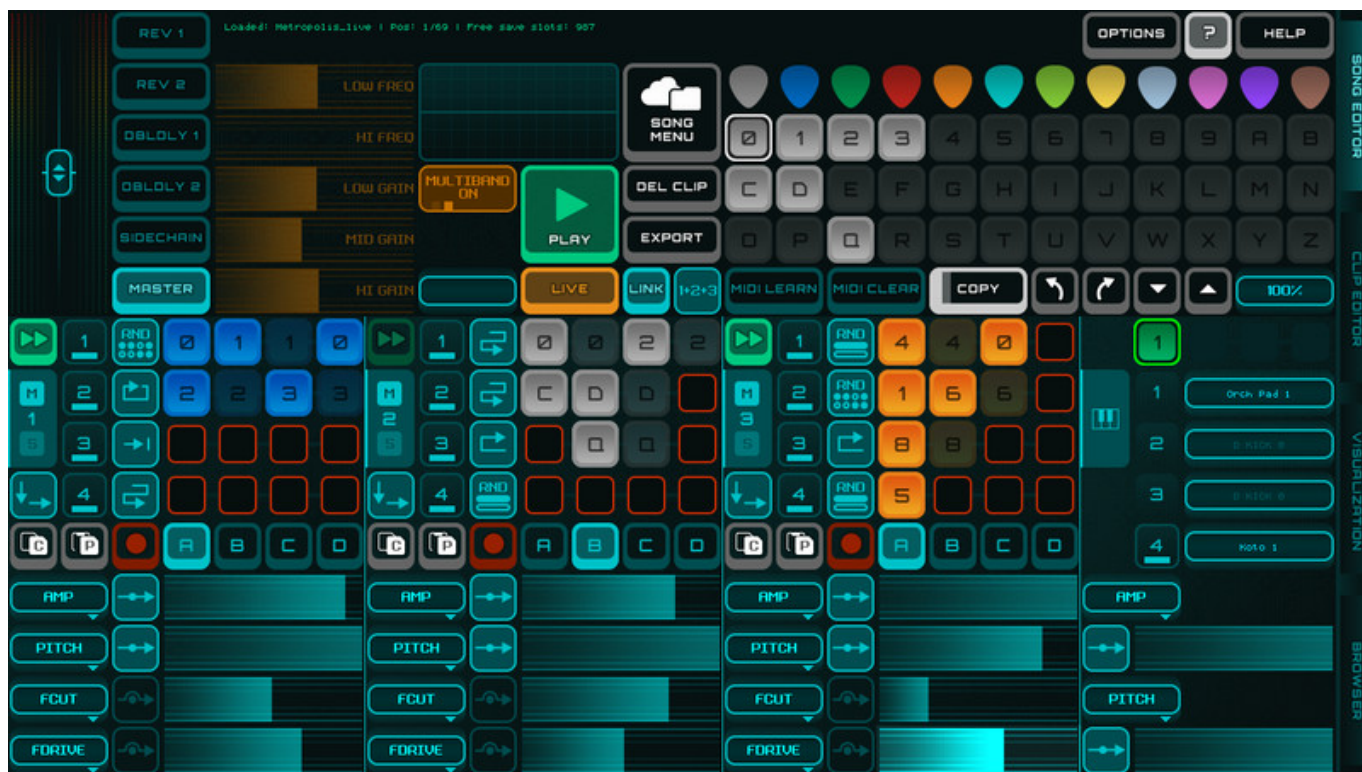 REV 1
Loaded: Metropolis_live | Pos: 1/69 | Free save slots: 987
OPTIONS
?
HELP
REV 2
LOW FREQ
SONG MENU
DBLDLY 1
HI FREQ
0 1 2 3 4 5 6 7 8 9 A B
DBLDLY 2
LOW GAIN
MULTIBAND ON
DEL CLIP
C D E F G H I J K L M N
SIDECHAIN
MID GAIN
PLAY
EXPORT
O P Q R S T U V W X Y Z
MASTER
HI GAIN
LIVE
LINK
1+2+3
MIDI LEARN
MIDI CLEAR
COPY
100%
SONG EDITOR
CLIP EDITOR
VISUALIZATION
BROWSER
1 RND 0 1 1 0
1 0 0 2 2
1 RND 4 4 0
1
M 1 S
2 2 2 3 3
M 2 S
2 C D D
M 3 S
2 RND 1 6 6
1 Orch Pad 1
3
3 Q Q
3 8 8
2 D KICK 8
4
4 RND
4 RND 5
3 D KICK 8
C P A B C D
C P A B C D
C P A B C D
4 Koto 1
AMP
AMP
AMP
AMP
PITCH
PITCH
PITCH
FCUT
FCUT
FCUT
PITCH
FDRIVE
FDRIVE
FDRIVE